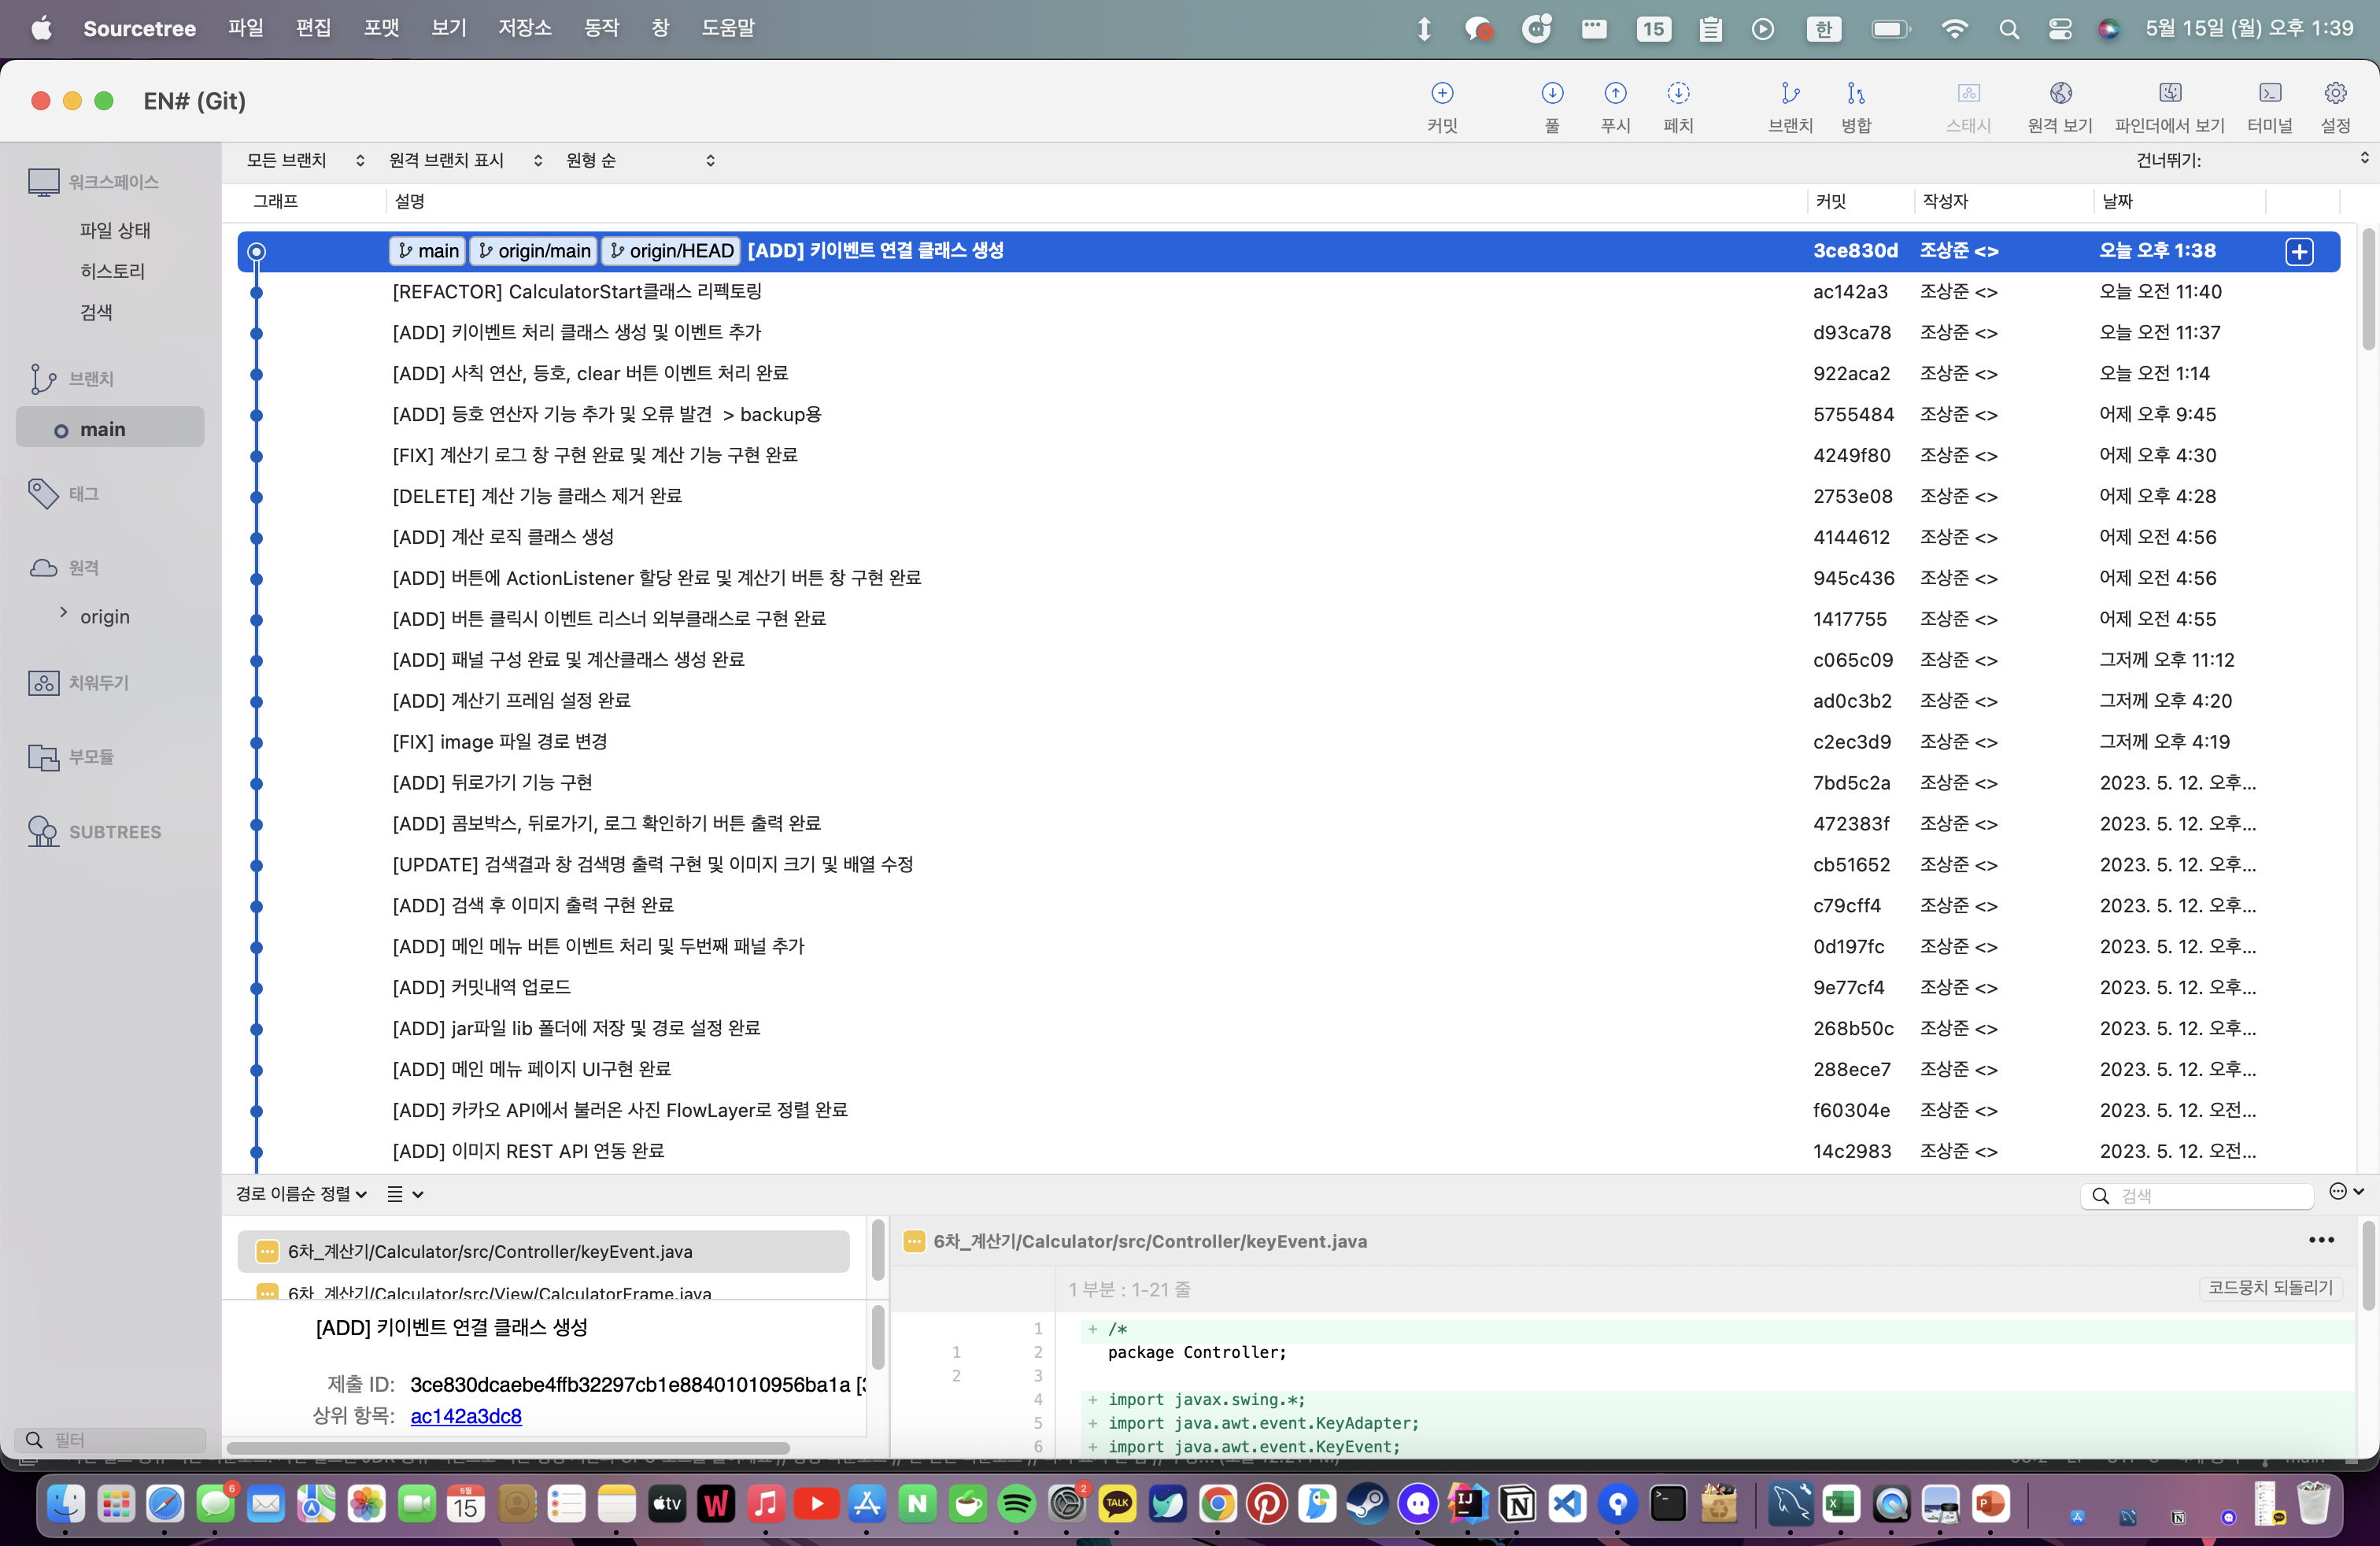 Sourcetree 파일 편집 포맷 보기 저장소 동작 창 도움말 15 한 5월 15일 (월) 오후 1:39
EN# (Git)
커밋 풀 푸시 페치 브랜치 병합 스태시 원격 보기 파인더에서 보기 터미널 설정
모든 브랜치 원격 브랜치 표시 원형 순 건너뛰기:
그래프 설명 커밋 작성자 날짜
워크스페이스
파일 상태
히스토리
검색
브랜치
main
태그
원격
origin
치워두기
부모듈
SUBTREES
필터
main origin/main origin/HEAD [ADD] 키이벤트 연결 클래스 생성 3ce830d 조상준 <> 오늘 오후 1:38
[REFACTOR] CalculatorStart클래스 리펙토링 ac142a3 조상준 <> 오늘 오전 11:40
[ADD] 키이벤트 처리 클래스 생성 및 이벤트 추가 d93ca78 조상준 <> 오늘 오전 11:37
[ADD] 사칙 연산, 등호, clear 버튼 이벤트 처리 완료 922aca2 조상준 <> 오늘 오전 1:14
[ADD] 등호 연산자 기능 추가 및 오류 발견 > backup용 5755484 조상준 <> 어제 오후 9:45
[FIX] 계산기 로그 창 구현 완료 및 계산 기능 구현 완료 4249f80 조상준 <> 어제 오후 4:30
[DELETE] 계산 기능 클래스 제거 완료 2753e08 조상준 <> 어제 오후 4:28
[ADD] 계산 로직 클래스 생성 4144612 조상준 <> 어제 오전 4:56
[ADD] 버튼에 ActionListener 할당 완료 및 계산기 버튼 창 구현 완료 945c436 조상준 <> 어제 오전 4:56
[ADD] 버튼 클릭시 이벤트 리스너 외부클래스로 구현 완료 1417755 조상준 <> 어제 오전 4:55
[ADD] 패널 구성 완료 및 계산클래스 생성 완료 c065c09 조상준 <> 그저께 오후 11:12
[ADD] 계산기 프레임 설정 완료 ad0c3b2 조상준 <> 그저께 오후 4:20
[FIX] image 파일 경로 변경 c2ec3d9 조상준 <> 그저께 오후 4:19
[ADD] 뒤로가기 기능 구현 7bd5c2a 조상준 <> 2023. 5. 12. 오후...
[ADD] 콤보박스, 뒤로가기, 로그 확인하기 버튼 출력 완료 472383f 조상준 <> 2023. 5. 12. 오후...
[UPDATE] 검색결과 창 검색명 출력 구현 및 이미지 크기 및 배열 수정 cb51652 조상준 <> 2023. 5. 12. 오후...
[ADD] 검색 후 이미지 출력 구현 완료 c79cff4 조상준 <> 2023. 5. 12. 오후...
[ADD] 메인 메뉴 버튼 이벤트 처리 및 두번째 패널 추가 0d197fc 조상준 <> 2023. 5. 12. 오후...
[ADD] 커밋내역 업로드 9e77cf4 조상준 <> 2023. 5. 12. 오후...
[ADD] jar파일 lib 폴더에 저장 및 경로 설정 완료 268b50c 조상준 <> 2023. 5. 12. 오후...
[ADD] 메인 메뉴 페이지 UI구현 완료 288ece7 조상준 <> 2023. 5. 12. 오후...
[ADD] 카카오 API에서 불러온 사진 FlowLayer로 정렬 완료 f60304e 조상준 <> 2023. 5. 12. 오전...
[ADD] 이미지 REST API 연동 완료 14c2983 조상준 <> 2023. 5. 12. 오전...
경로 이름순 정렬 검색
6차_계산기/Calculator/src/Controller/keyEvent.java
6차_계산기/Calculator/src/View/CalculatorFrame.java
[ADD] 키이벤트 연결 클래스 생성
제출 ID: 3ce830dcaebe4ffb32297cb1e88401010956ba1a
상위 항목: ac142a3dc8
6차_계산기/Calculator/src/Controller/keyEvent.java
1 부분 : 1-21 줄 코드뭉치 되돌리기
1 + /*
1 2 package Controller;
2 3
4 + import javax.swing.*;
5 + import java.awt.event.KeyAdapter;
6 + import java.awt.event.KeyEvent;
6 5월 15 tv W N 2 TALK IJ N X P